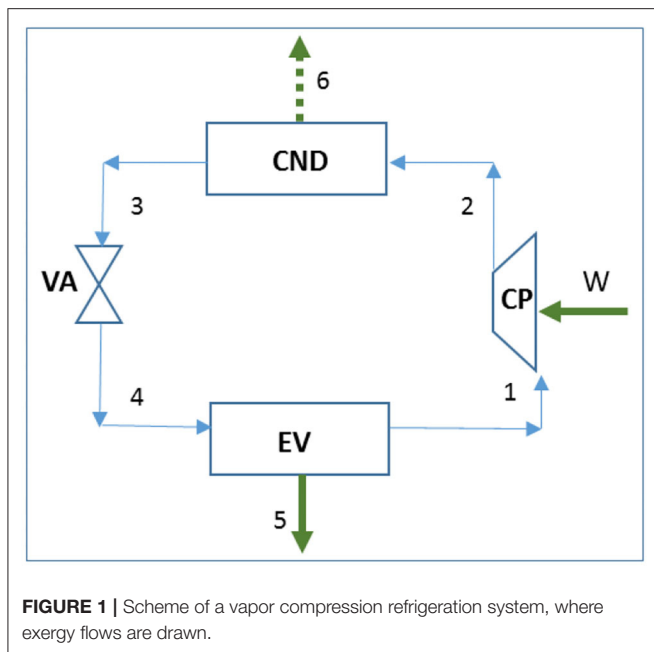 6
CND
3
2
VA
CP
W
4
1
EV
5
FIGURE 1 | Scheme of a vapor compression refrigeration system, where
exergy flows are drawn.